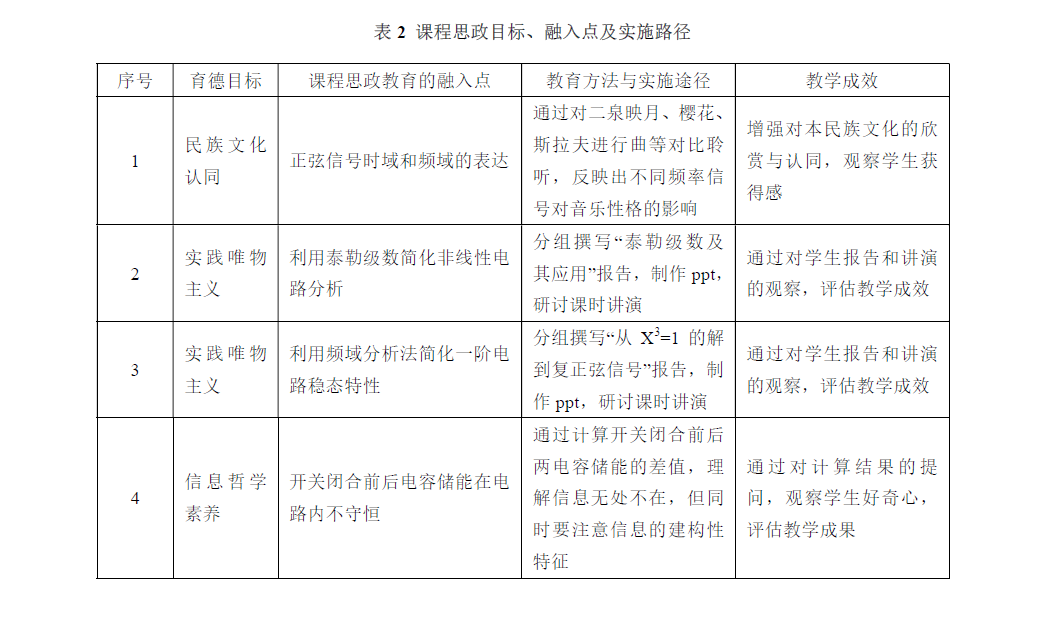 表 2 课程思政目标、融入点及实施路径
序号 育德目标 课程思政教育的融入点 教育方法与实施途径 教学成效
1
民族文化
认同
正弦信号时域和频域的表达
通过对二泉映月、樱花、
斯拉夫进行曲等对比聆
听，反映出不同频率信
号对音乐性格的影响
增强对本民族文化的欣
赏与认同，观察学生获
得感
2
实践唯物
主义
利用泰勒级数简化非线性电
路分析
分组撰写“泰勒级数及
其应用”报告，制作 ppt，
研讨课时讲演
通过对学生报告和讲演
的观察，评估教学成效
3
实践唯物
主义
利用频域分析法简化一阶电
路稳态特性
分组撰写“从 X³=1 的解
到复正弦信号”报告，制
作 ppt，研讨课时讲演
通过对学生报告和讲演
的观察，评估教学成效
4
信息哲学
素养
开关闭合前后电容储能在电
路内不守恒
通过计算开关闭合前后
两电容储能的差值，理
解信息无处不在，但同
时要注意信息的建构性
特征
通过对计算结果的提
问，观察学生好奇心，
评估教学成果